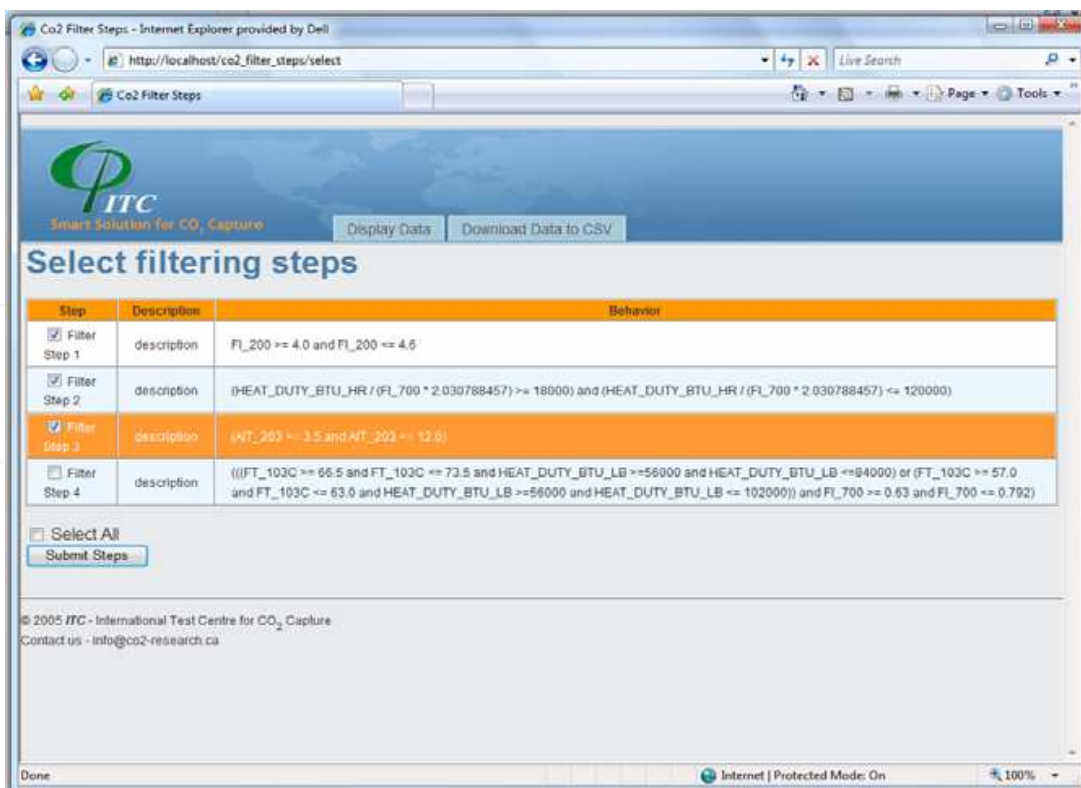 Co2 Filter Steps - Internet Explorer provided by Dell
http://localhost/co2_filter_steps/select
Live Search
Co2 Filter Steps
Page
Tools
ITC
Smart Solution for CO2 Capture
Display Data
Download Data to CSV
Select filtering steps
Step Description Behavior
Filter
Step 1
description
FI_200 >= 4.0 and FI_200 <= 4.6
Filter
Step 2
description
(HEAT_DUTY_BTU_HR / (FI_700 * 2.030788457) >= 18000) and (HEAT_DUTY_BTU_HR / (FI_700 * 2.030788457) <= 120000)
Filter
Step 3
description
(AIT_203 >= 3.5 and AIT_203 <= 12.0)
Filter
Step 4
description
(((FT_103C >= 66.5 and FT_103C <= 73.5 and HEAT_DUTY_BTU_LB >=56000 and HEAT_DUTY_BTU_LB <=84000) or (FT_103C >= 57.0
and FT_103C <= 63.0 and HEAT_DUTY_BTU_LB >=56000 and HEAT_DUTY_BTU_LB <= 102000)) and FI_700 >= 0.63 and FI_700 <= 0.792)
Select All
Submit Steps
© 2005 ITC - International Test Centre for CO2 Capture
Contact us - info@co2-research.ca
Done
Internet | Protected Mode: On
100%